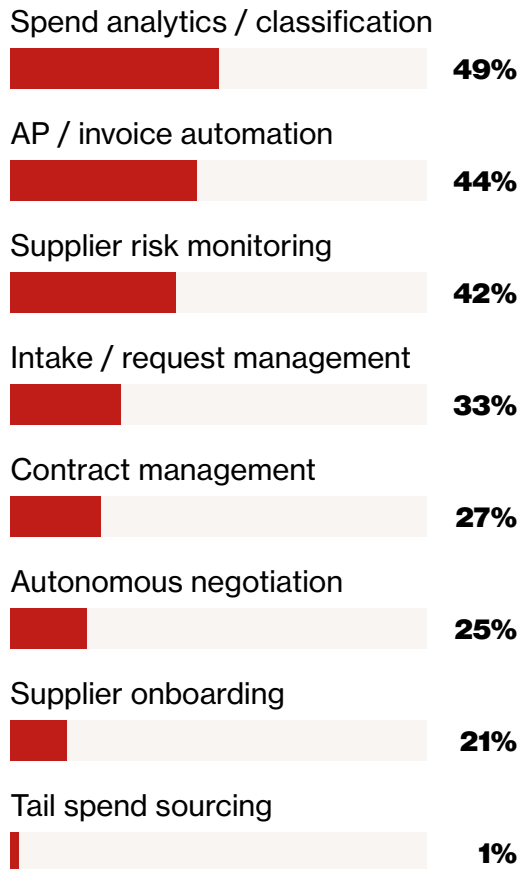 Spend analytics / classification
49%
AP / invoice automation
44%
Supplier risk monitoring
42%
Intake / request management
33%
Contract management
27%
Autonomous negotiation
25%
Supplier onboarding
21%
Tail spend sourcing
1%